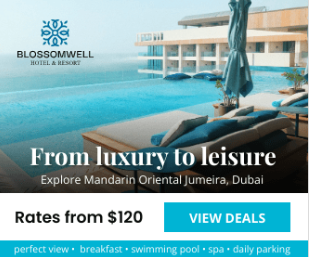 BLOSSOMWELL
HOTEL & RESORT
From luxury to leisure
Explore Mandarin Oriental Jumeira, Dubai
Rates from $120
VIEW DEALS
perfect view • breakfast • swimming pool • spa • daily parking